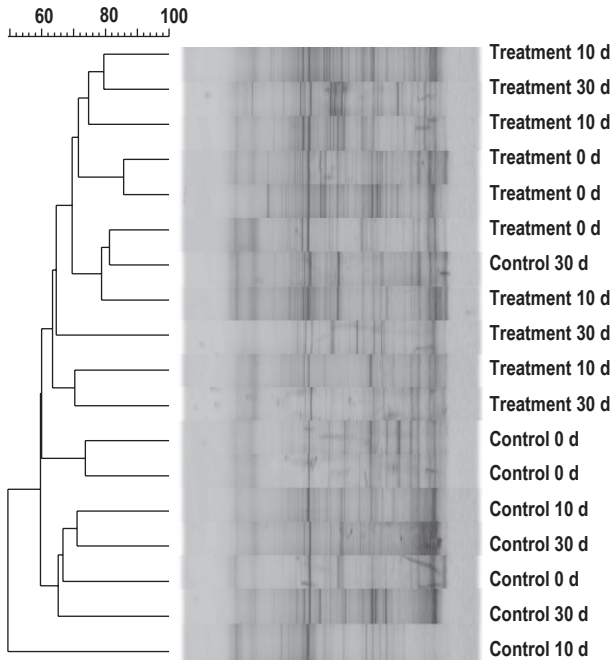 60 80 100
Treatment 10 d
Treatment 30 d
Treatment 10 d
Treatment 0 d
Treatment 0 d
Treatment 0 d
Control 30 d
Treatment 10 d
Treatment 30 d
Treatment 10 d
Treatment 30 d
Control 0 d
Control 0 d
Control 10 d
Control 30 d
Control 0 d
Control 30 d
Control 10 d